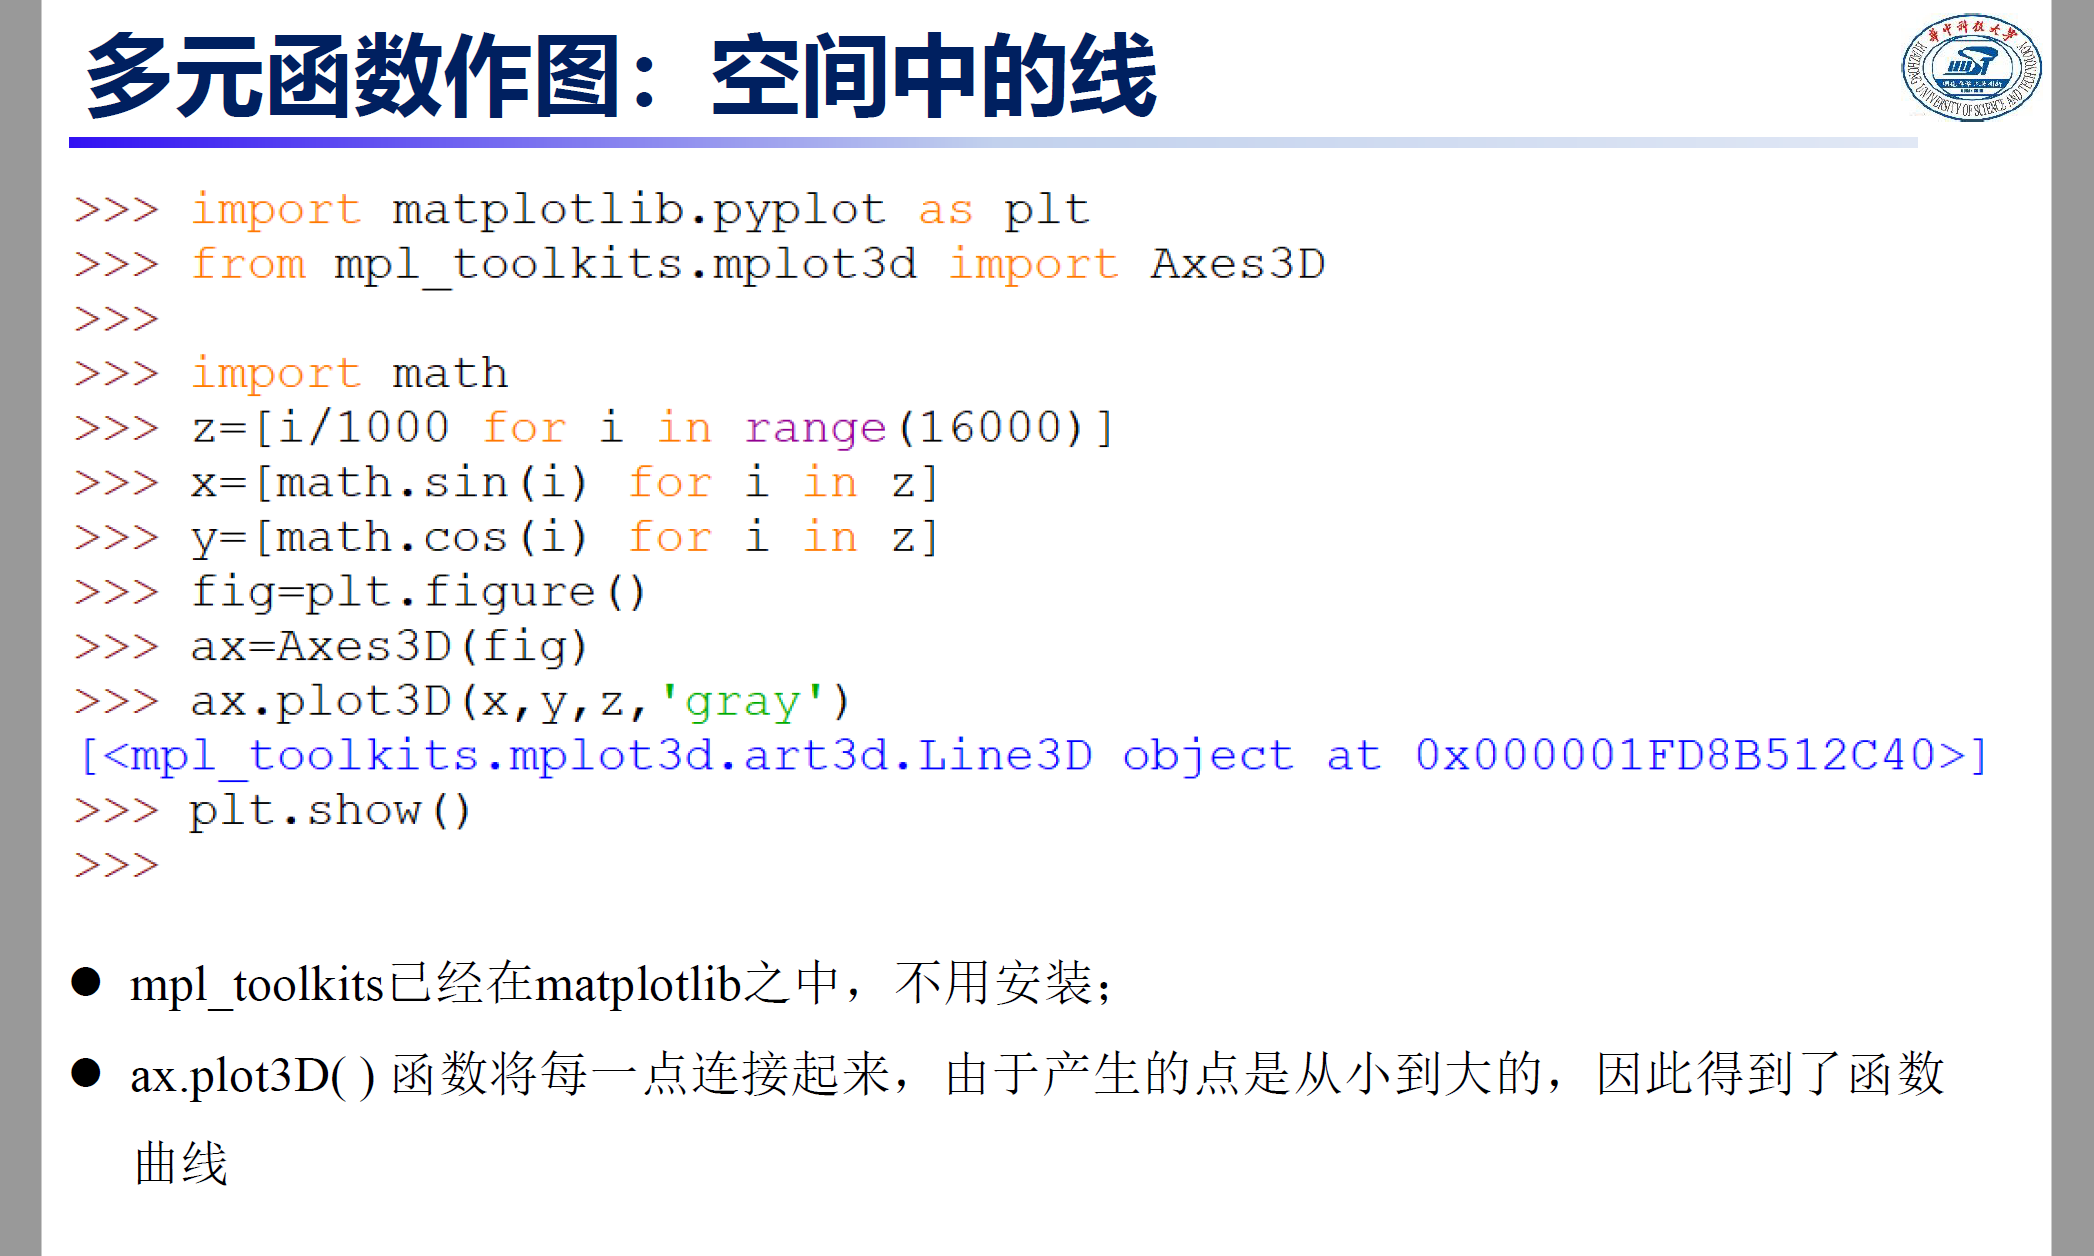 多元函数作图：空间中的线
华中科技大学
HUAZHONG UNIVERSITY OF SCIENCE AND TECHNOLOGY
>>> import matplotlib.pyplot as plt
>>> from mpl_toolkits.mplot3d import Axes3D
>>>
>>> import math
>>> z=[i/1000 for i in range(16000)]
>>> x=[math.sin(i) for i in z]
>>> y=[math.cos(i) for i in z]
>>> fig=plt.figure()
>>> ax=Axes3D(fig)
>>> ax.plot3D(x,y,z,'gray')
[<mpl_toolkits.mplot3d.art3d.Line3D object at 0x000001FD8B512C40>]
>>> plt.show()
>>>
● mpl_toolkits已经在matplotlib之中，不用安装；
● ax.plot3D( ) 函数将每一点连接起来，由于产生的点是从小到大的，因此得到了函数
曲线